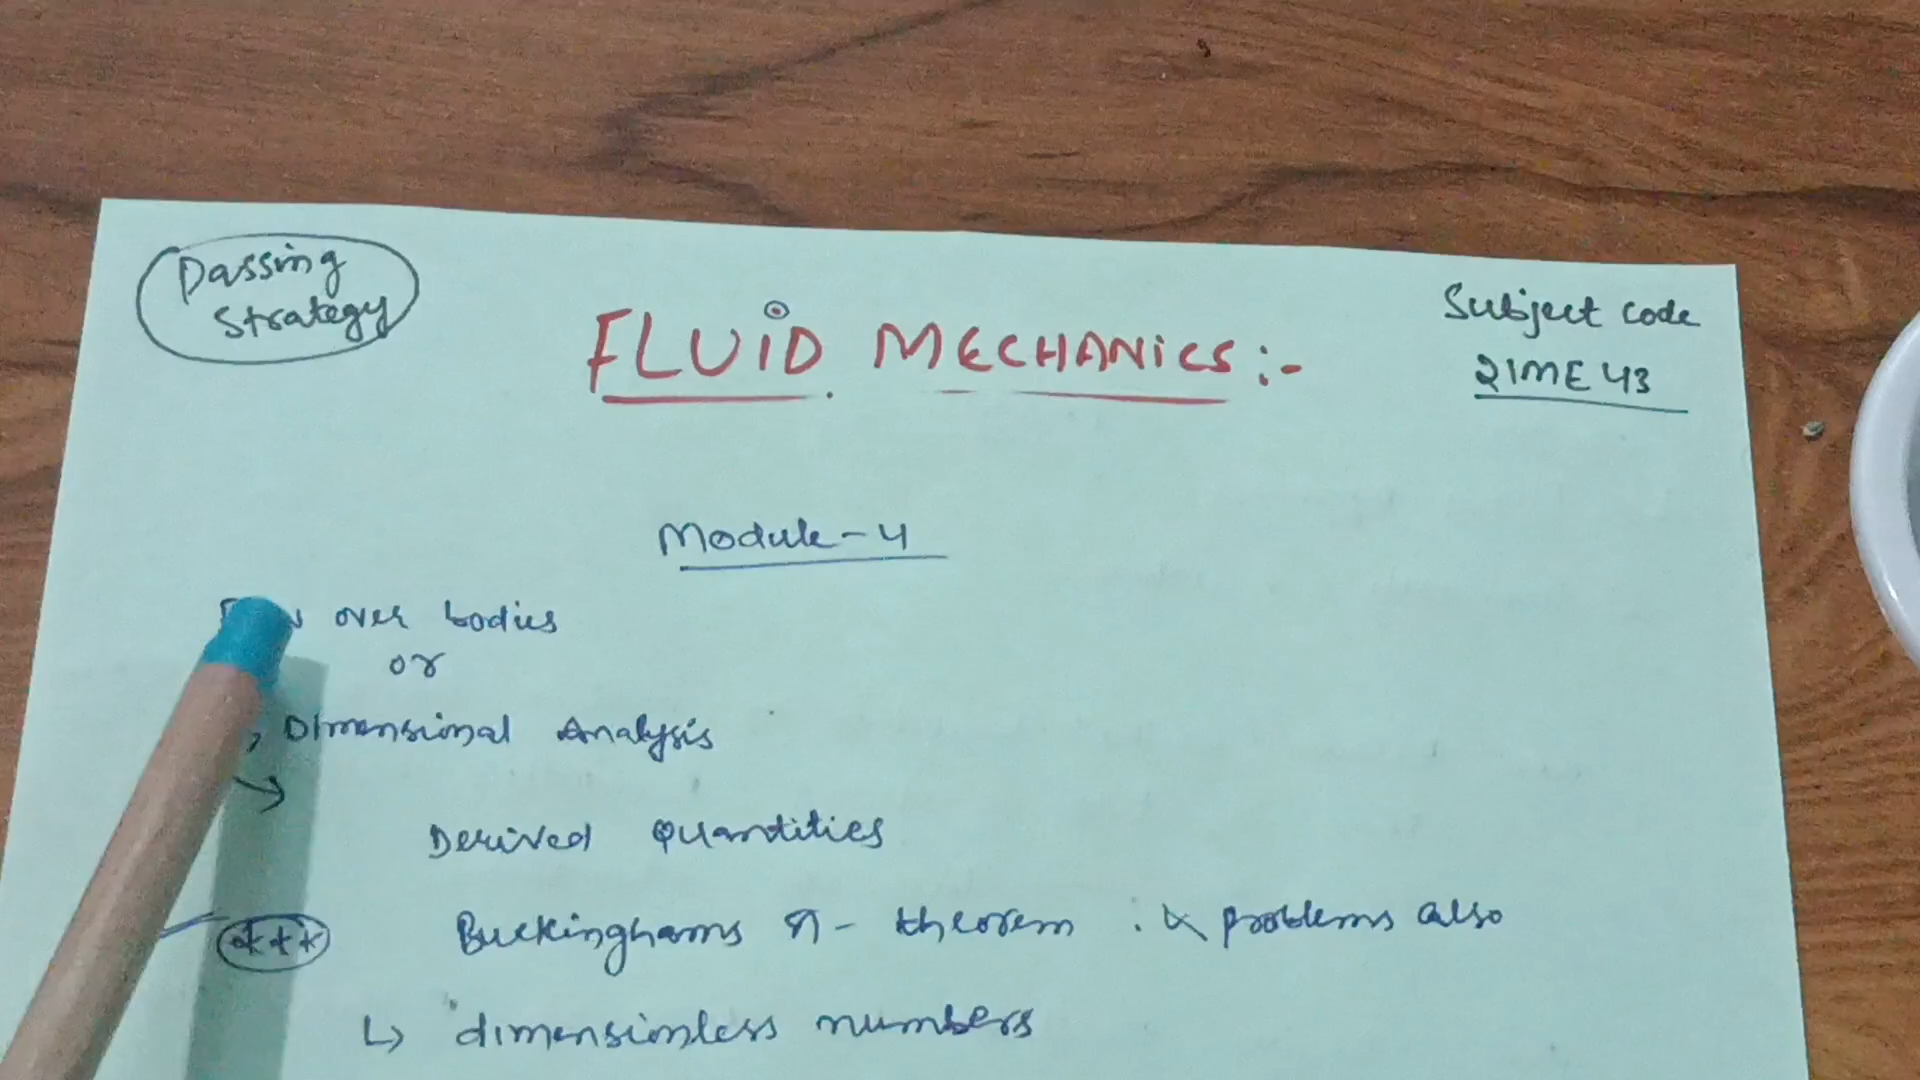 Passing
Strategy
FLUiD MECHANiCS:-
Subject code
21ME43
Module-4
over bodies
or
Dimensional Analysis
→
Derived Quantities
*** Buckinghams π- theorem : & problems also
↳ dimensionless numbers